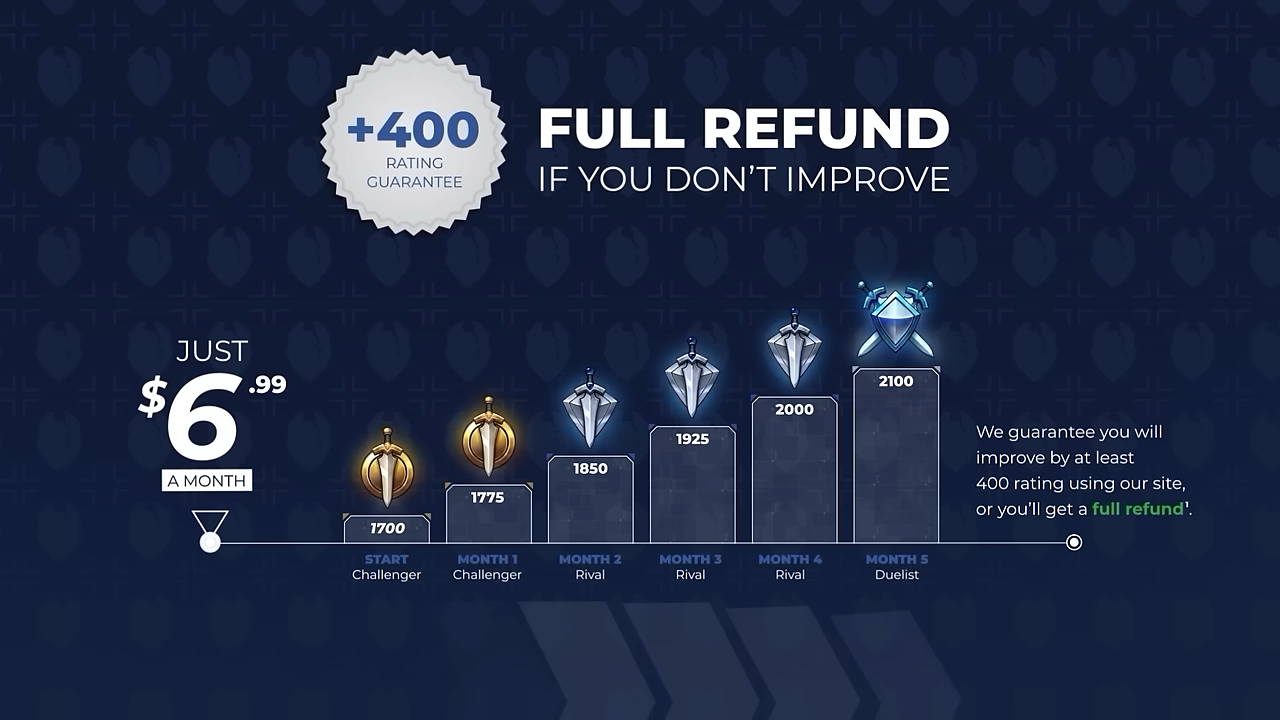 +400
RATING
GUARANTEE
FULL REFUND
IF YOU DON'T IMPROVE
JUST
$6.99
A MONTH
1700
1775
1850
1925
2000
2100
START
Challenger
MONTH 1
Challenger
MONTH 2
Rival
MONTH 3
Rival
MONTH 4
Rival
MONTH 5
Duelist
We guarantee you will
improve by at least
400 rating using our site,
or you'll get a full refund¹.